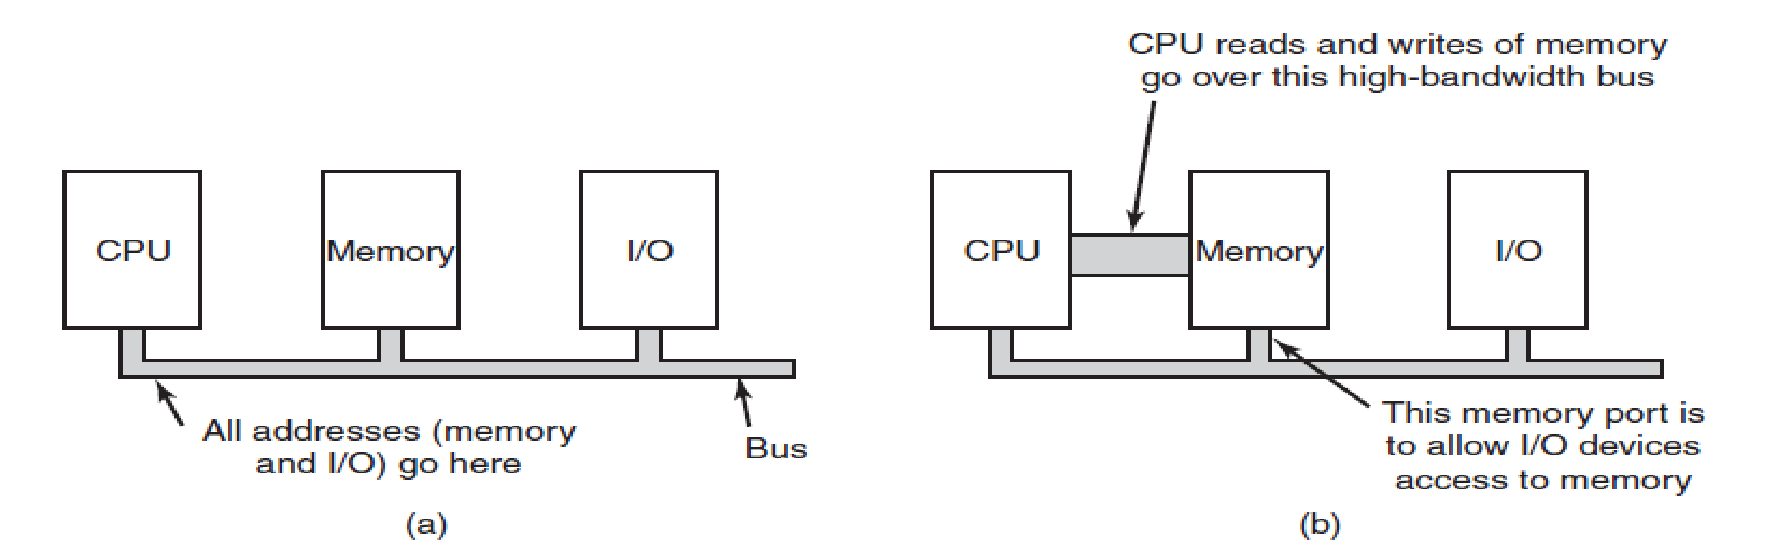 CPU
Memory
I/O
All addresses (memory
and I/O) go here
Bus
(a)
CPU reads and writes of memory
go over this high-bandwidth bus
CPU
Memory
I/O
This memory port is
to allow I/O devices
access to memory
(b)